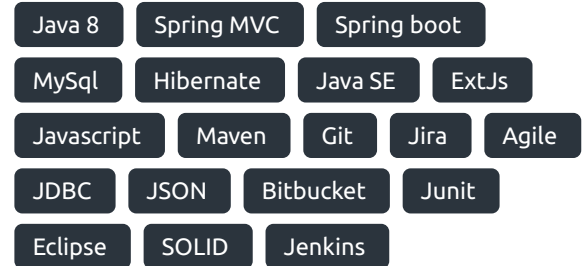 Java 8 Spring MVC Spring boot
MySql Hibernate Java SE ExtJs
Javascript Maven Git Jira Agile
JDBC JSON Bitbucket Junit
Eclipse SOLID Jenkins